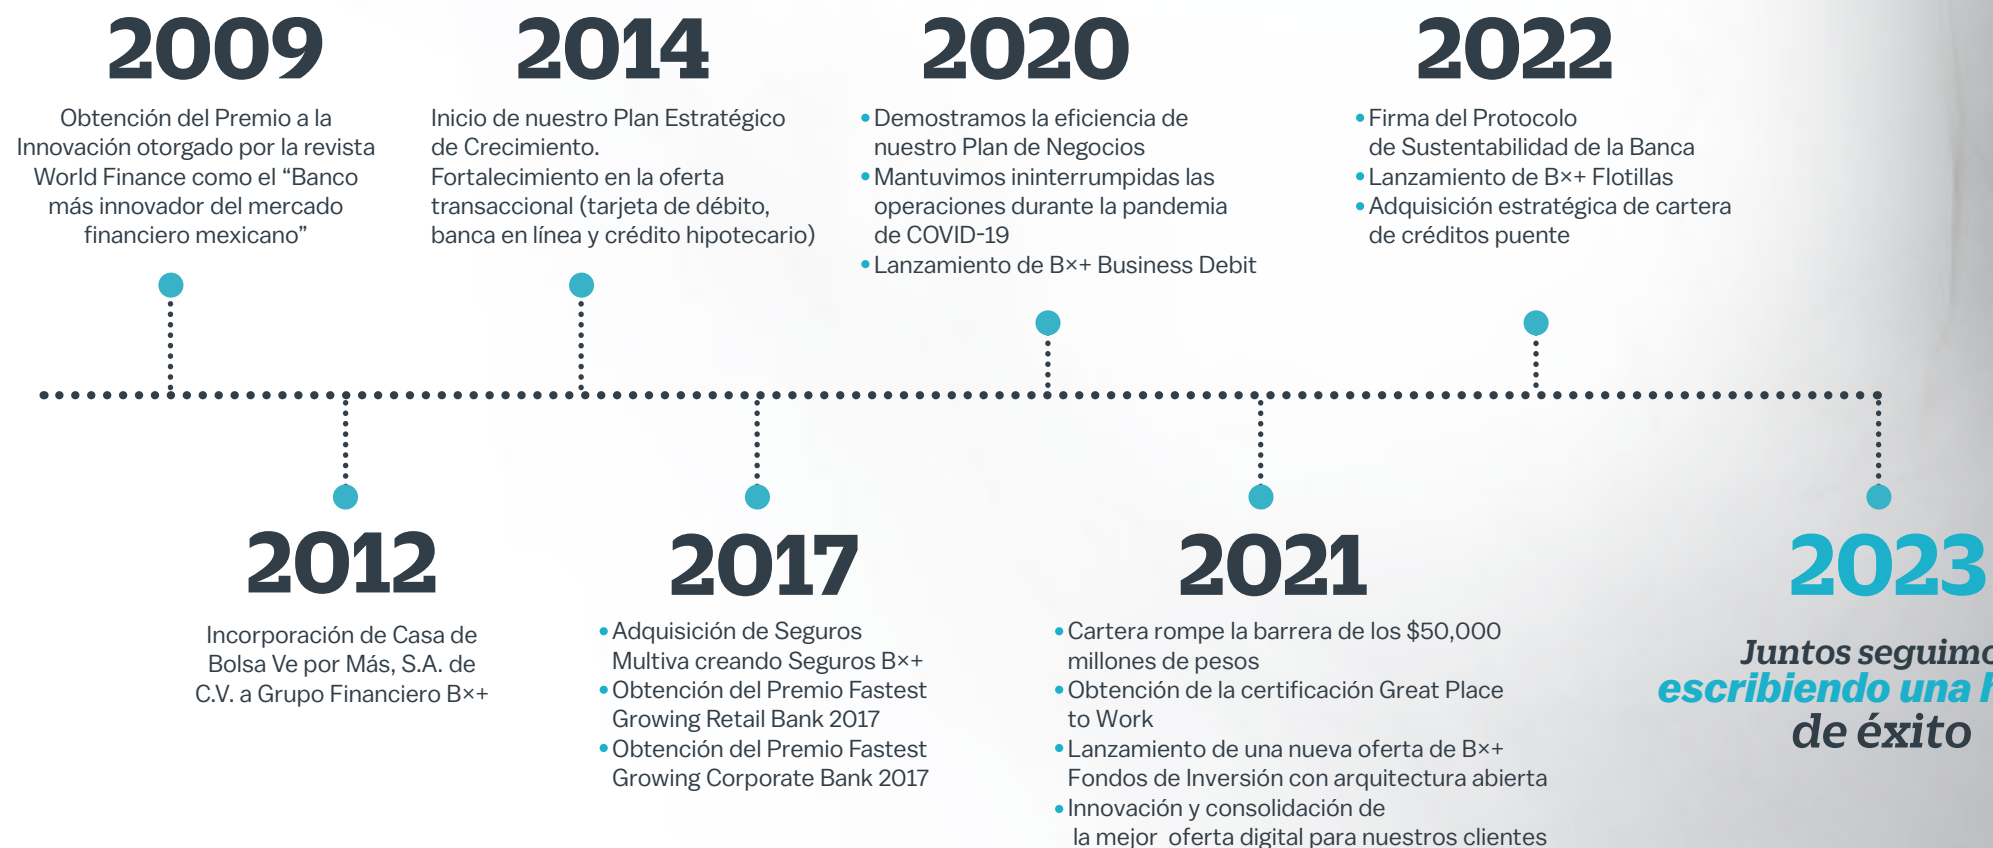 2009
Obtención del Premio a la
Innovación otorgado por la revista
World Finance como el “Banco
más innovador del mercado
financiero mexicano”
2014
Inicio de nuestro Plan Estratégico
de Crecimiento.
Fortalecimiento en la oferta
transaccional (tarjeta de débito,
banca en línea y crédito hipotecario)
2020
• Demostramos la eficiencia de
nuestro Plan de Negocios
• Mantuvimos ininterrumpidas las
operaciones durante la pandemia
de COVID-19
• Lanzamiento de B×+ Business Debit
2022
• Firma del Protocolo
de Sustentabilidad de la Banca
• Lanzamiento de B×+ Flotillas
• Adquisición estratégica de cartera
de créditos puente
2012
Incorporación de Casa de
Bolsa Ve por Más, S.A. de
C.V. a Grupo Financiero B×+
2017
• Adquisición de Seguros
Multiva creando Seguros B×+
• Obtención del Premio Fastest
Growing Retail Bank 2017
• Obtención del Premio Fastest
Growing Corporate Bank 2017
2021
• Cartera rompe la barrera de los $50,000
millones de pesos
• Obtención de la certificación Great Place
to Work
• Lanzamiento de una nueva oferta de B×+
Fondos de Inversión con arquitectura abierta
• Innovación y consolidación de
la mejor oferta digital para nuestros clientes
2023
Juntos
escribiendo una
de éxito